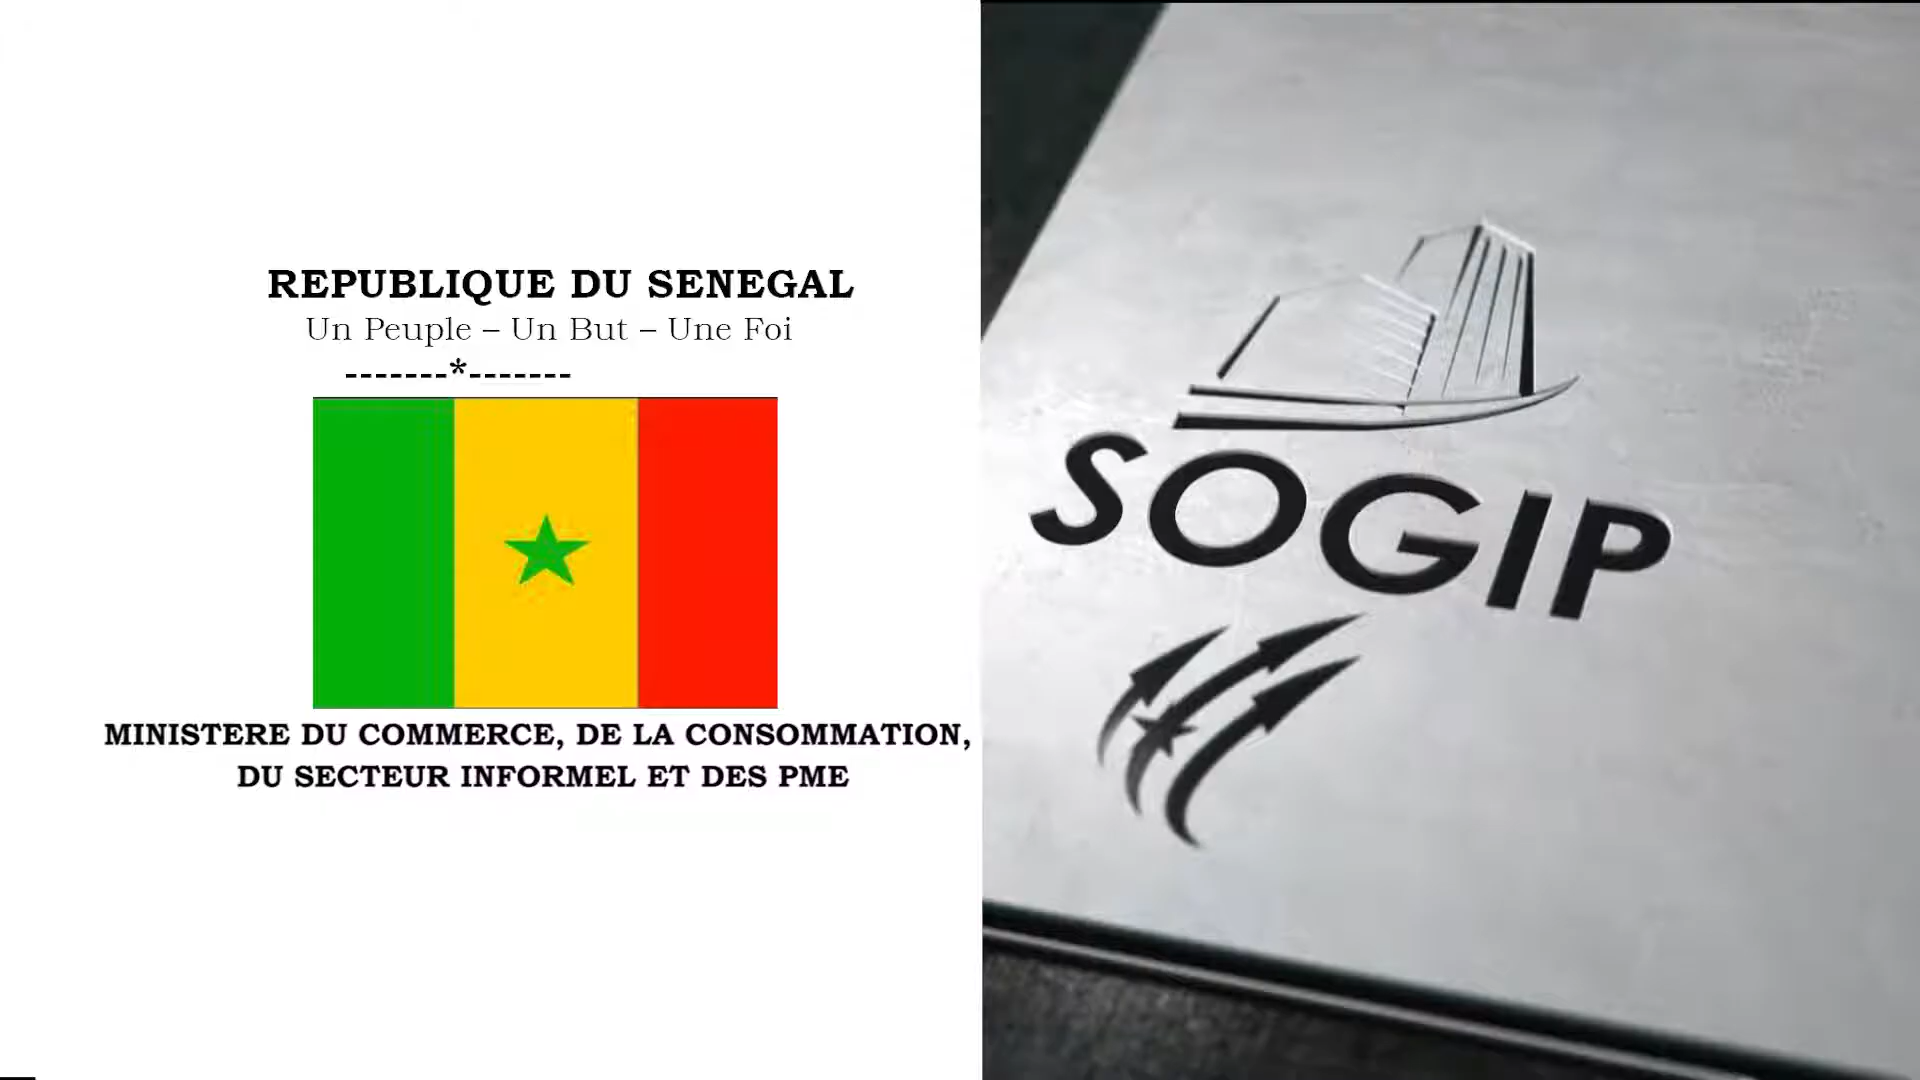 REPUBLIQUE DU SENEGAL
Un Peuple – Un But – Une Foi
-------*-------
MINISTERE DU COMMERCE, DE LA CONSOMMATION,
DU SECTEUR INFORMEL ET DES PME
SOGIP